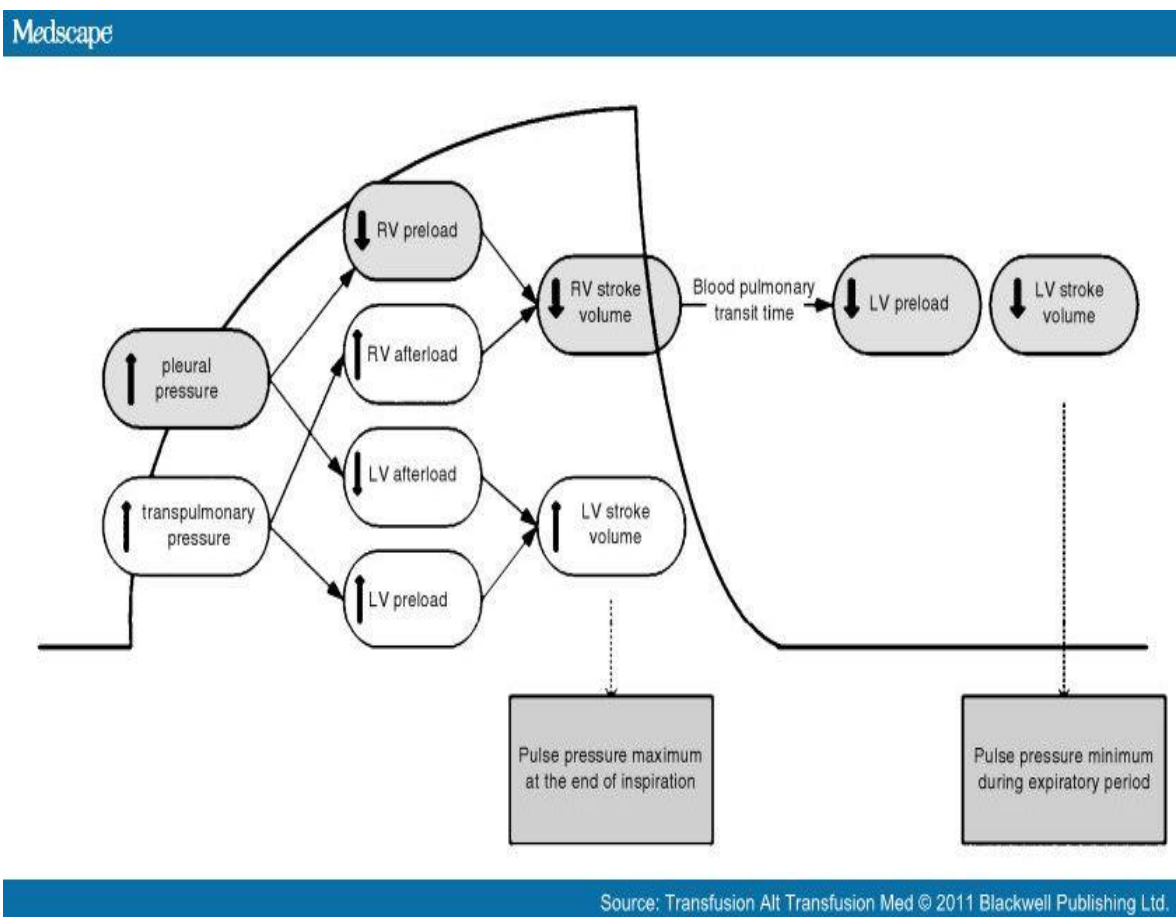 Medscape
RV preload
RV stroke
volume
Blood pulmonary
transit time
LV preload
LV stroke
volume
RV afterload
pleural
pressure
LV afterload
transpulmonary
pressure
LV stroke
volume
LV preload
Pulse pressure maximum
at the end of inspiration
Pulse pressure minimum
during expiratory period
Source: Transfusion Alt Transfusion Med © 2011 Blackwell Publishing Ltd.